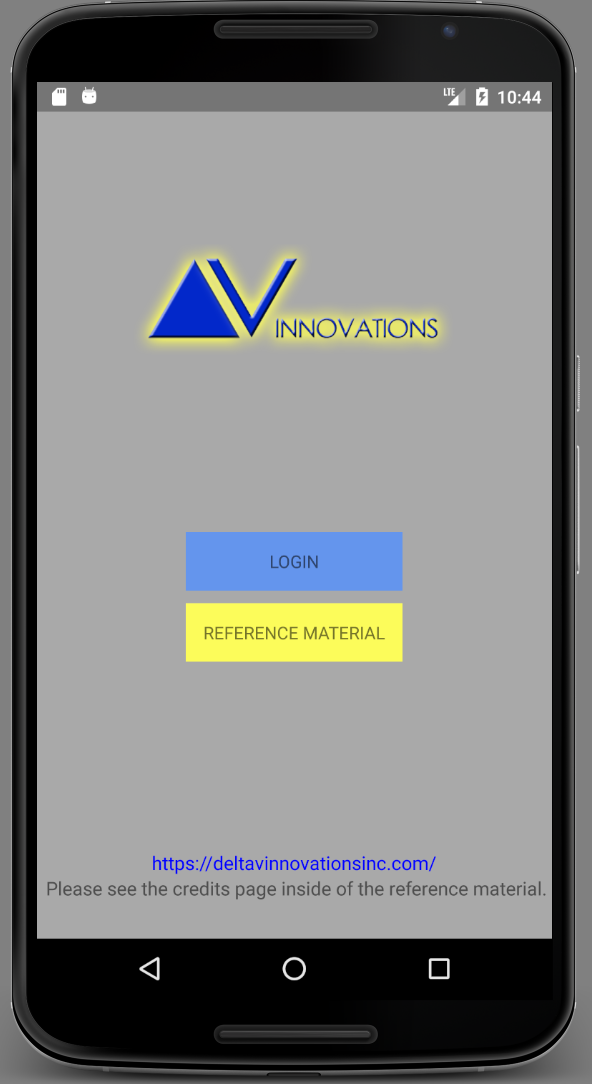 LTE 10:44
INNOVATIONS
LOGIN
REFERENCE MATERIAL
https://deltavinnovationsinc.com/
Please see the credits page inside of the reference material.